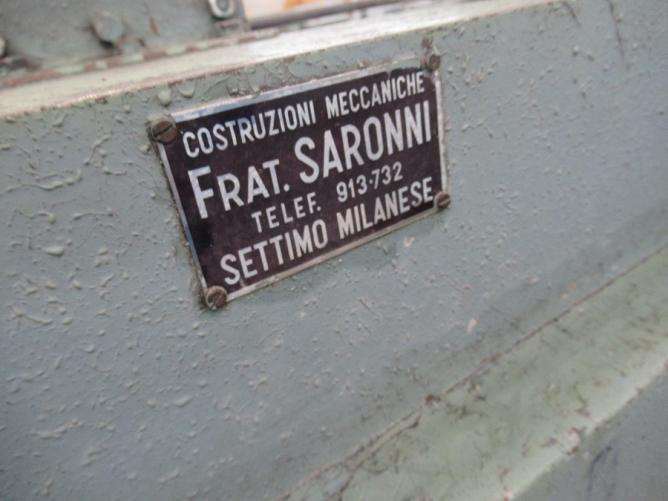 COSTRUZIONI MECCANICHE
FRAT. SARONNI
TELEF. 913·732
SETTIMO MILANESE